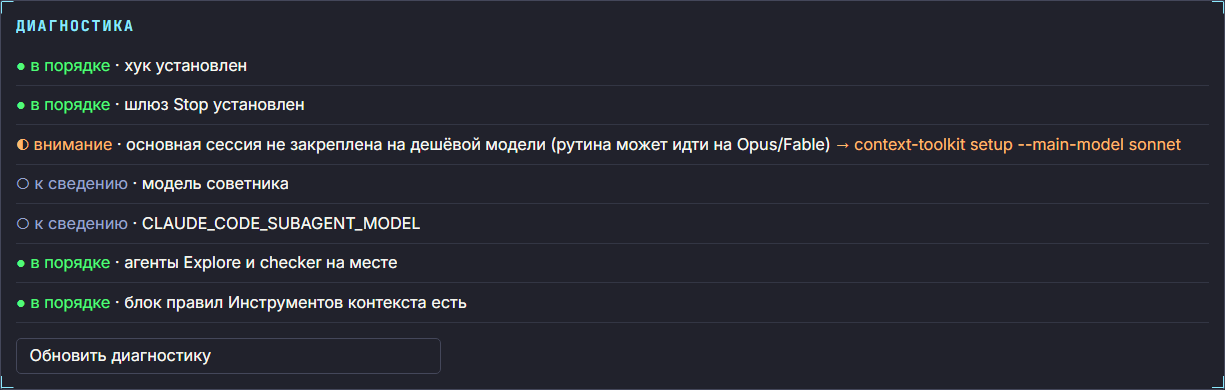 ДИАГНОСТИКА
● в порядке · хук установлен
● в порядке · шлюз Stop установлен
◐ внимание · основная сессия не закреплена на дешёвой модели (рутина может идти на Opus/Fable) → context-toolkit setup --main-model sonnet
○ к сведению · модель советника
○ к сведению · CLAUDE_CODE_SUBAGENT_MODEL
● в порядке · агенты Explore и checker на месте
● в порядке · блок правил Инструментов контекста есть
Обновить диагностику